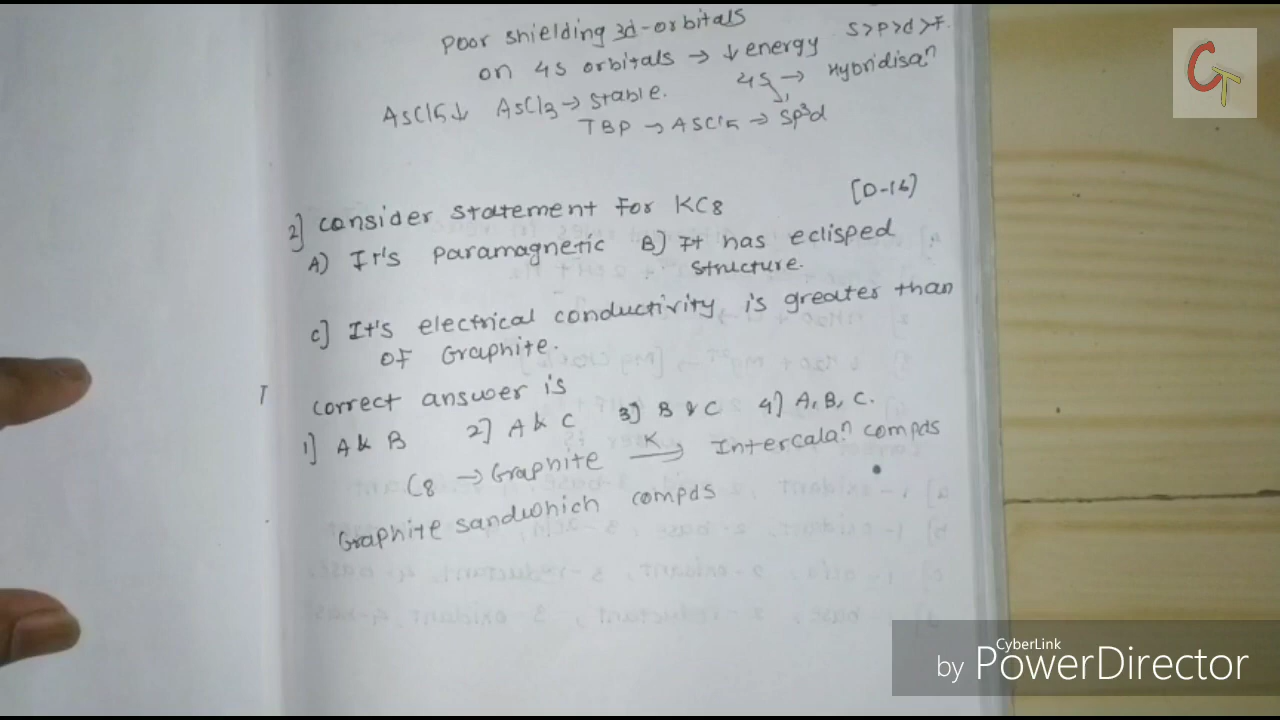 Poor shielding 3d-orbitals
on 4s orbitals → ↓ energy S>P>d>F.
4s → Hybridisaⁿ
AsCl5↓ AsCl3 → stable.
TBP → AsCl5 → Sp³d
2] consider statement for KC8 [D-16]
A) It's paramagnetic B) It has eclisped
structure.
C] It's electrical conductivity is greater than
of Graphite.
correct answer is
1] A & B 2] A & C 3] B & C 4] A, B, C.
C8 → Graphite K→ Intercalaⁿ compds
Graphite sandwhich compds
CT
CyberLink
by PowerDirector